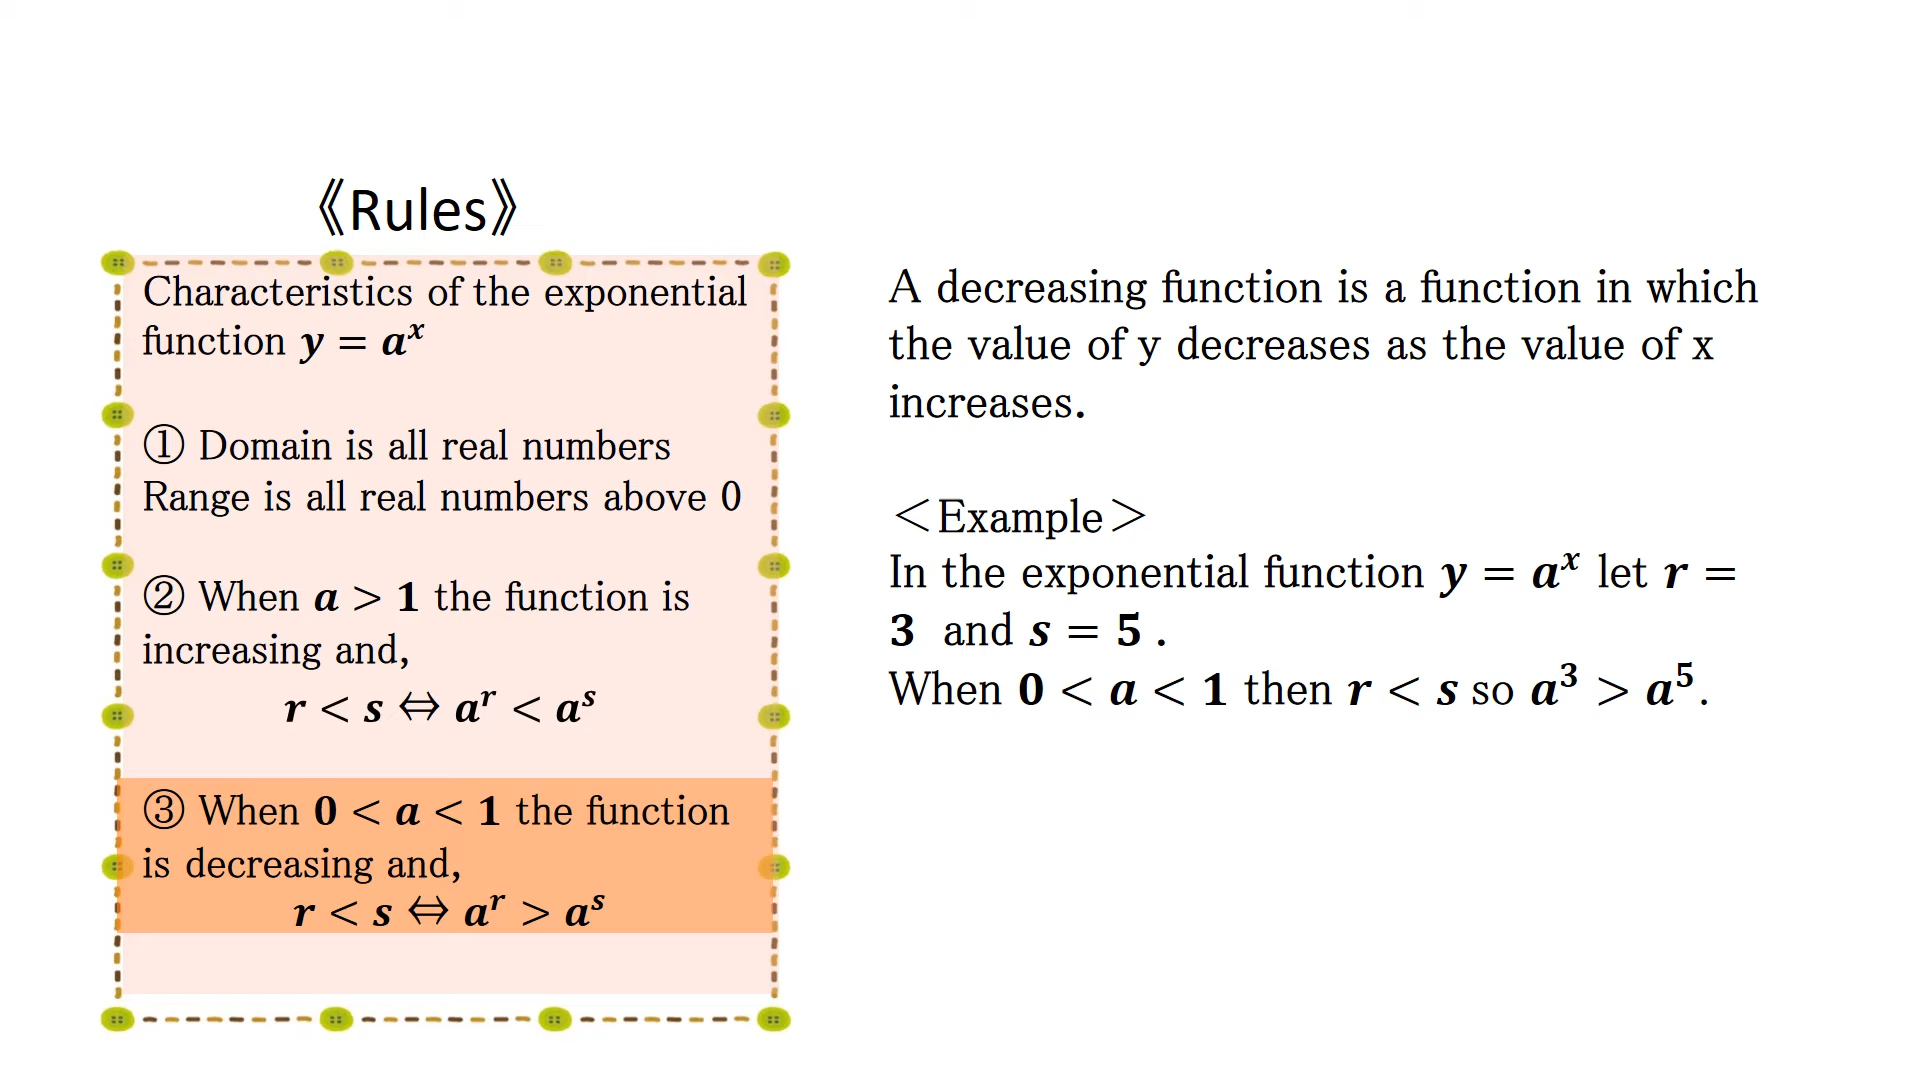 《Rules》
Characteristics of the exponential
function y = a^x
① Domain is all real numbers
Range is all real numbers above 0
② When a > 1 the function is
increasing and,
r < s ⇔ a^r < a^s
③ When 0 < a < 1 the function
is decreasing and,
r < s ⇔ a^r > a^s
A decreasing function is a function in which
the value of y decreases as the value of x
increases.
＜Example＞
In the exponential function y = a^x let r =
3 and s = 5 .
When 0 < a < 1 then r < s so a^3 > a^5.